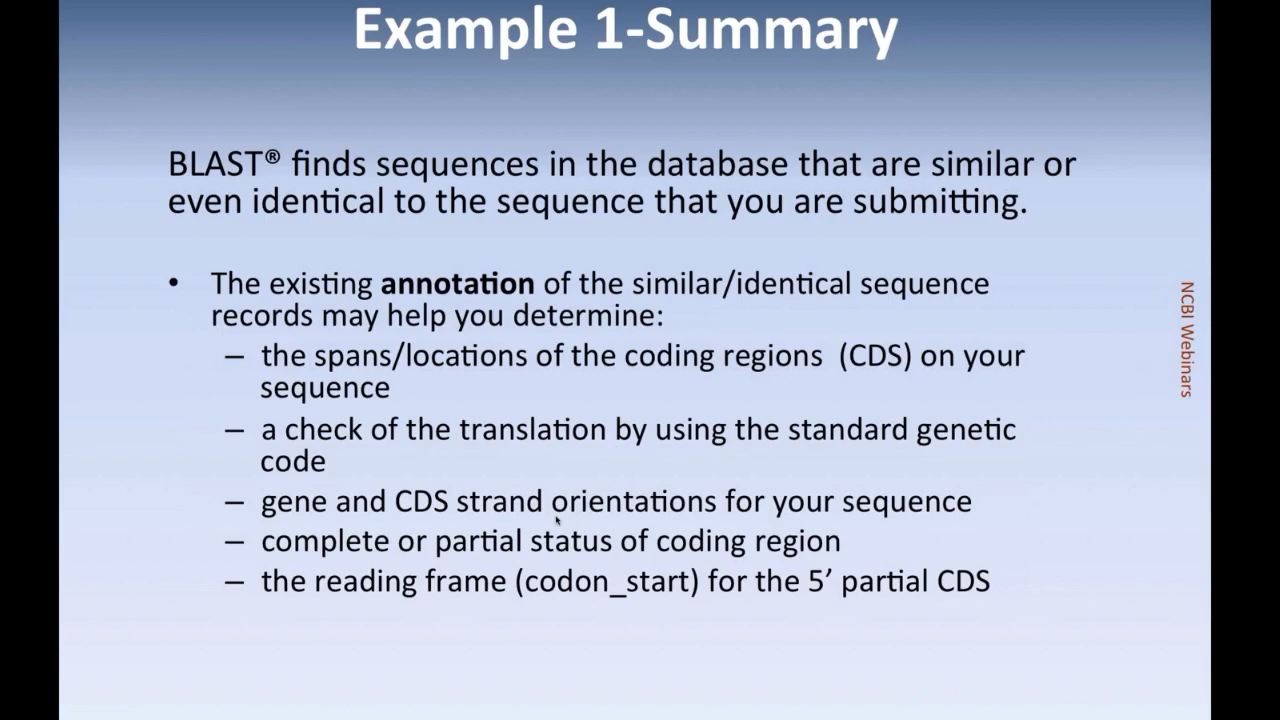 Example 1-Summary
BLAST® finds sequences in the database that are similar or
even identical to the sequence that you are submitting.
• The existing annotation of the similar/identical sequence
records may help you determine:
– the spans/locations of the coding regions (CDS) on your
sequence
– a check of the translation by using the standard genetic
code
– gene and CDS strand orientations for your sequence
– complete or partial status of coding region
– the reading frame (codon_start) for the 5’ partial CDS
NCBI Webinars